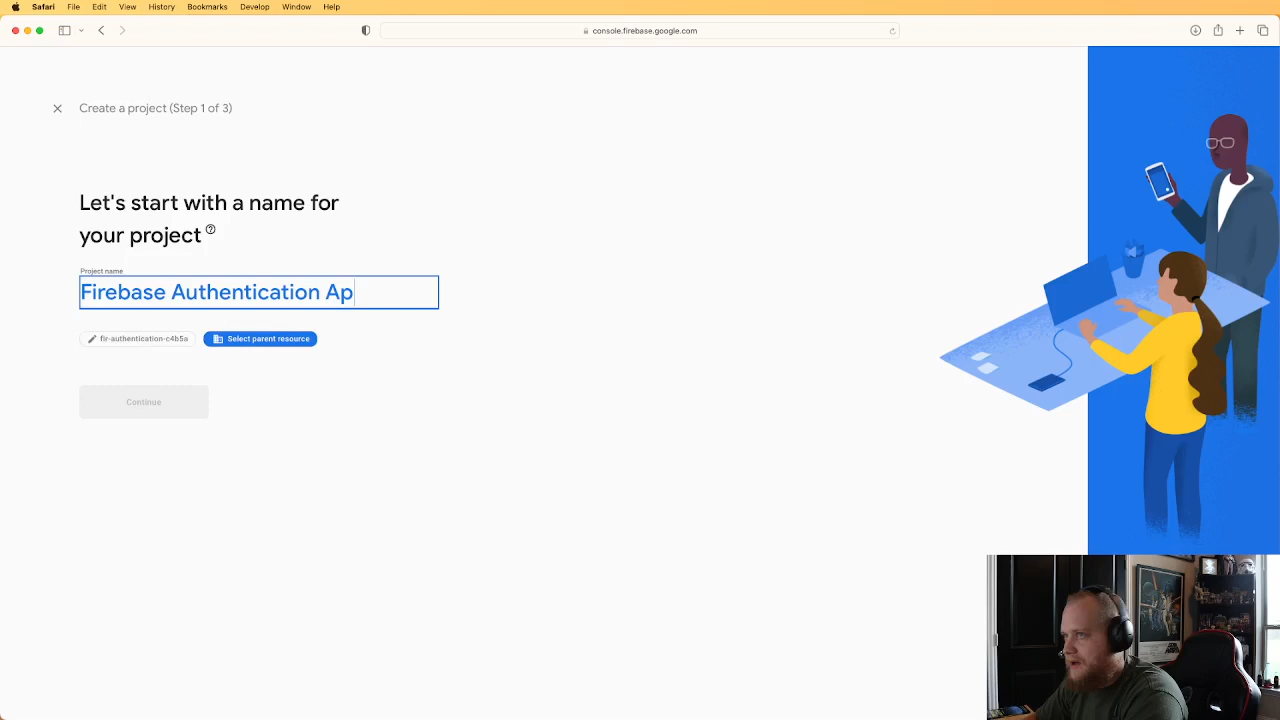 Safari File Edit View History Bookmarks Develop Window Help
console.firebase.google.com
Create a project (Step 1 of 3)
Let's start with a name for
your project
Project name
Firebase Authentication Ap
fir-authentication-c4b5a
Select parent resource
Continue